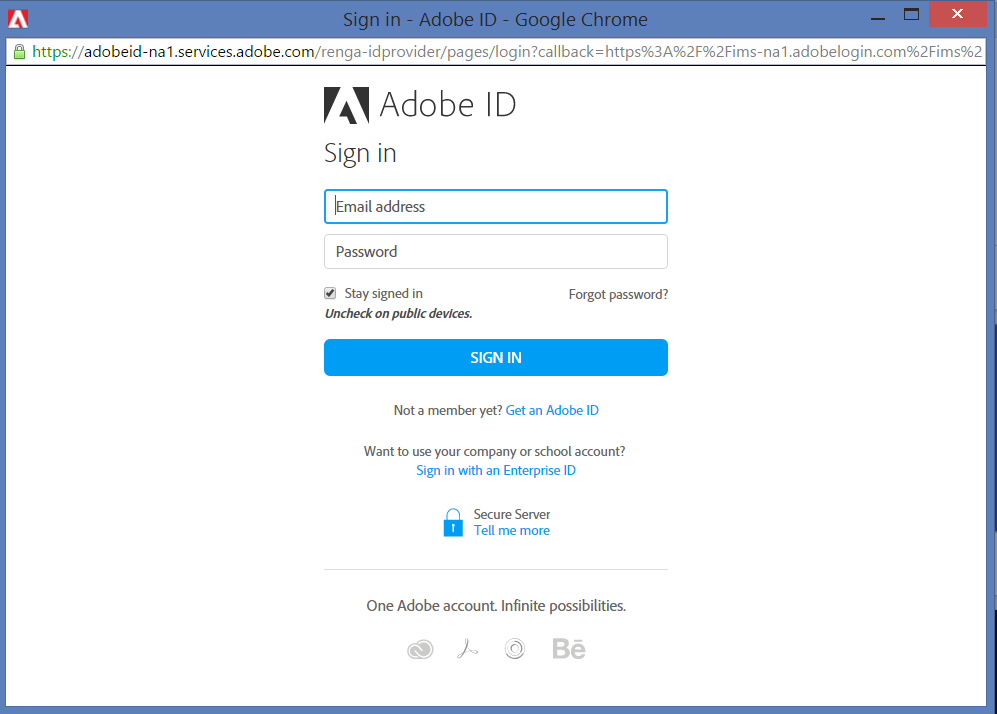 Sign in - Adobe ID - Google Chrome
https://adobeid-na1.services.adobe.com/renga-idprovider/pages/login?callback=https%3A%2F%2Fims-na1.adobelogin.com%2Fims%2
Adobe ID
Sign in
Email address
Password
Stay signed in
Forgot password?
Uncheck on public devices.
SIGN IN
Not a member yet? Get an Adobe ID
Want to use your company or school account?
Sign in with an Enterprise ID
Secure Server
Tell me more
One Adobe account. Infinite possibilities.
Bē